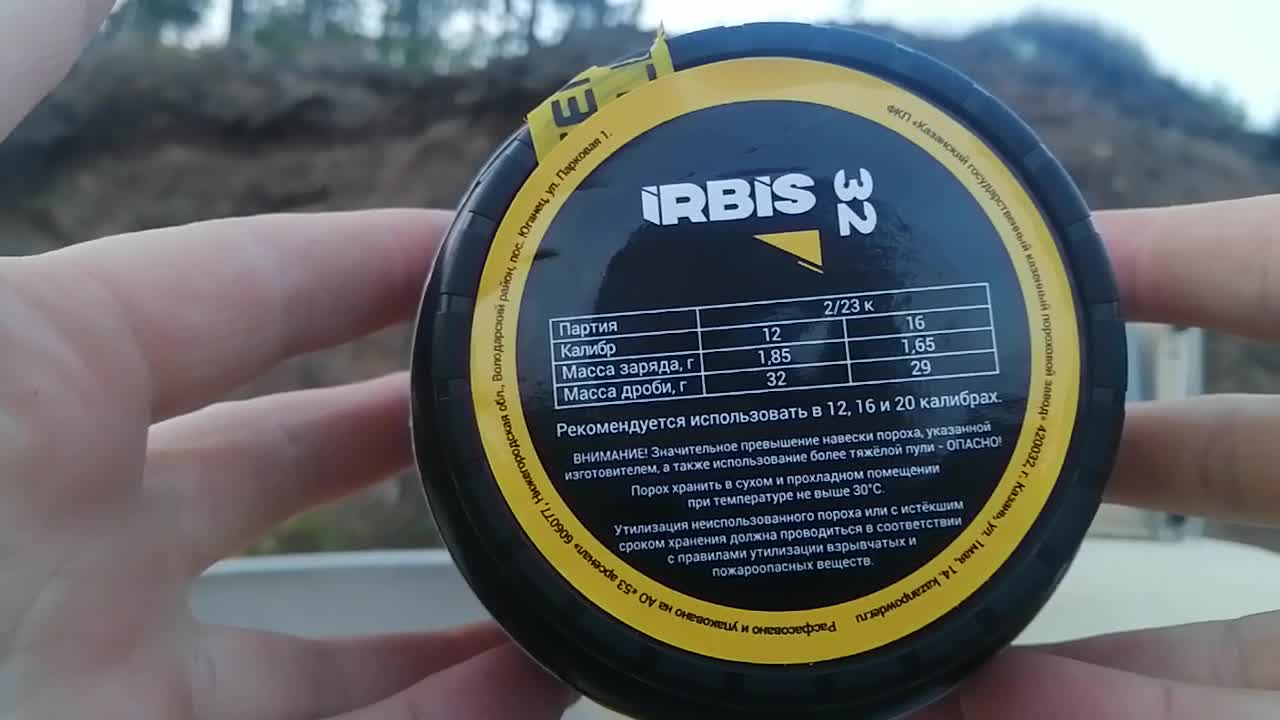 IRBIS 32
Партия 2/23 к
Калибр 12 16
Масса заряда, г 1,85 1,65
Масса дроби, г 32 29
Рекомендуется использовать в 12, 16 и 20 калибрах.
ВНИМАНИЕ! Значительное превышение навески пороха, указанной
изготовителем, а также использование более тяжёлой пули - ОПАСНО!
Порох хранить в сухом и прохладном помещении
при температуре не выше 30°С.
Утилизация неиспользованного пороха или с истёкшим
сроком хранения должна проводиться в соответствии
с правилами утилизации взрывчатых и
пожароопасных веществ.
ФКП «Казанский государственный казенный пороховой завод» 420032, г. Казань, ул. 1мая, 14. kazanpowder.ru
Расфасовано и упаковано на АО «53 арсенал» 606077, Нижегородская обл., Володарский район, пос. Юганец, ул. Парковая 1.